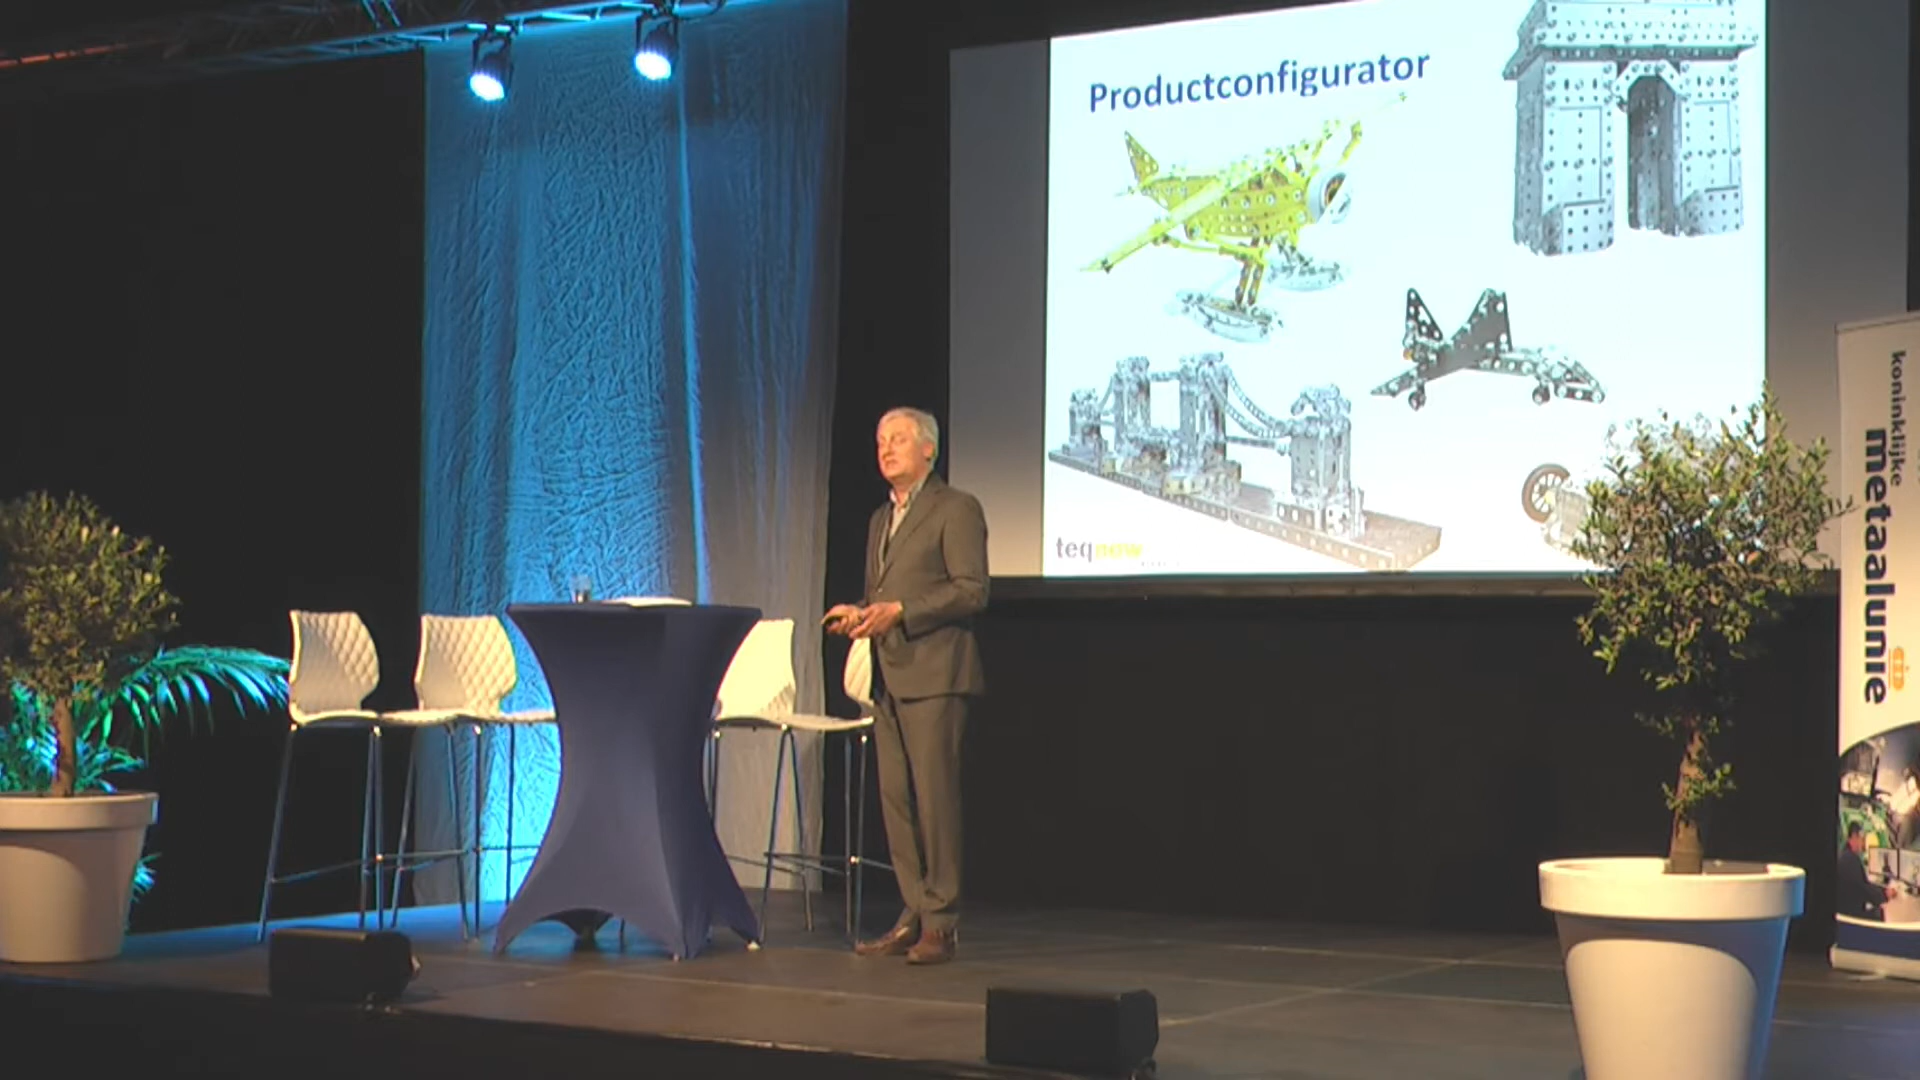 Productconfigurator
teqnow
koninklijke
metaalunie